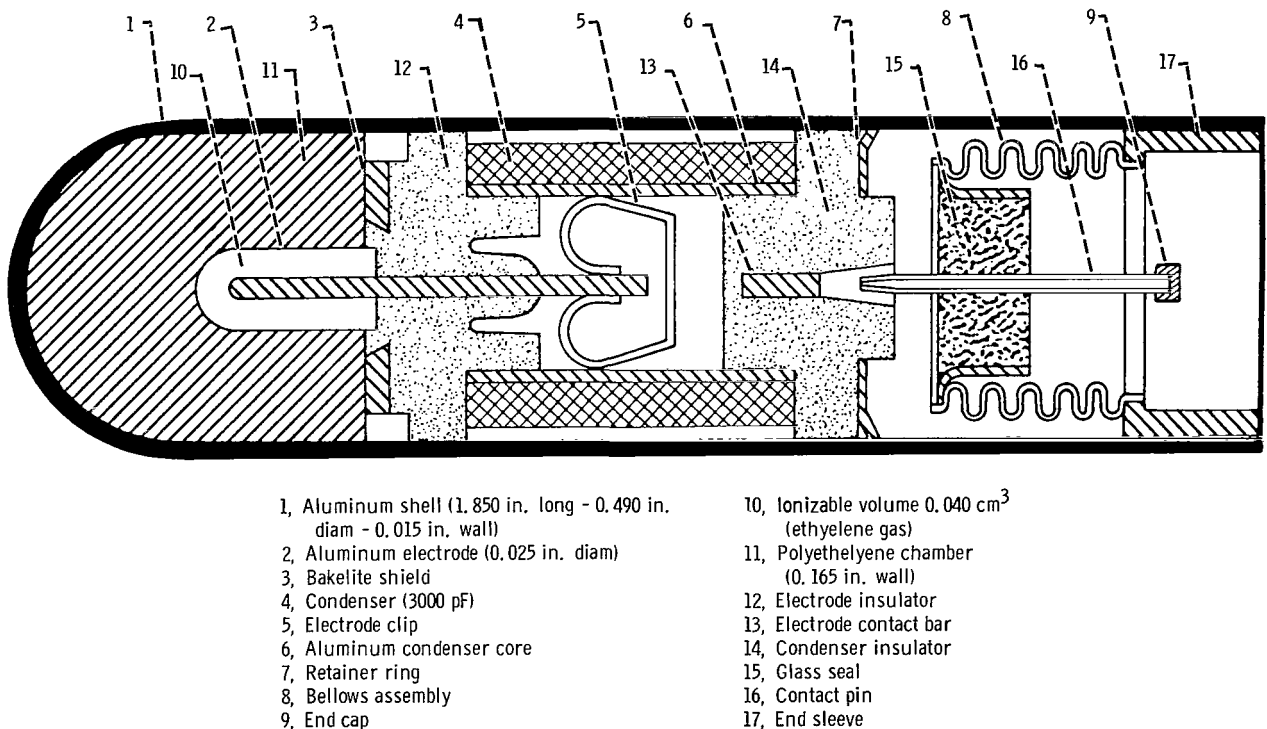 1 2 3 4 5 6 7 8 9
10 11 12 13 14 15 16 17
1, Aluminum shell (1.850 in. long - 0.490 in.
diam - 0.015 in. wall)
2, Aluminum electrode (0.025 in. diam)
3, Bakelite shield
4, Condenser (3000 pF)
5, Electrode clip
6, Aluminum condenser core
7, Retainer ring
8, Bellows assembly
9, End cap
10, Ionizable volume 0.040 cm³
(ethylene gas)
11, Polyethelyene chamber
(0.165 in. wall)
12, Electrode insulator
13, Electrode contact bar
14, Condenser insulator
15, Glass seal
16, Contact pin
17, End sleeve